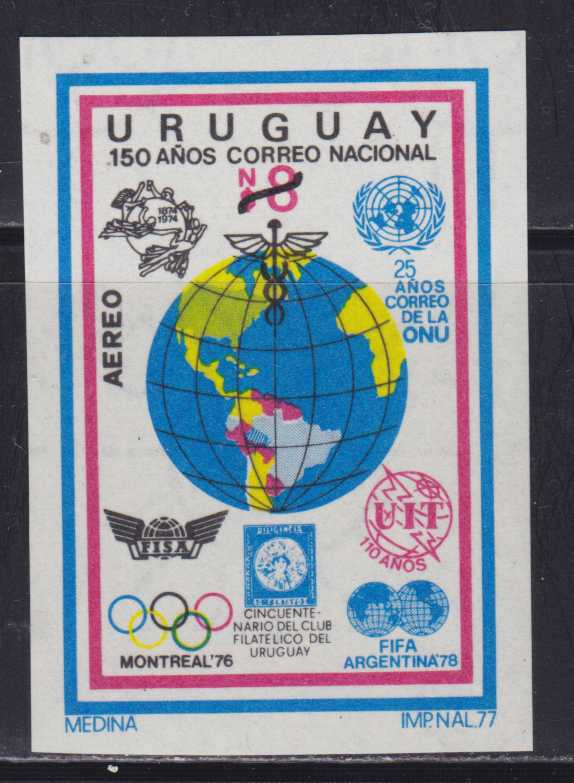 URUGUAY
150 AÑOS CORREO NACIONAL
N$ 8
1874
1974
25
AÑOS
CORREO
DE LA
ONU
AEREO
FISA
UIT
110 AÑOS
DILIGENCIA
CINCUENTE-
NARIO DEL CLUB
FILATELICO DEL
URUGUAY
MONTREAL'76
FIFA
ARGENTINA'78
MEDINA
IMP.NAL.77